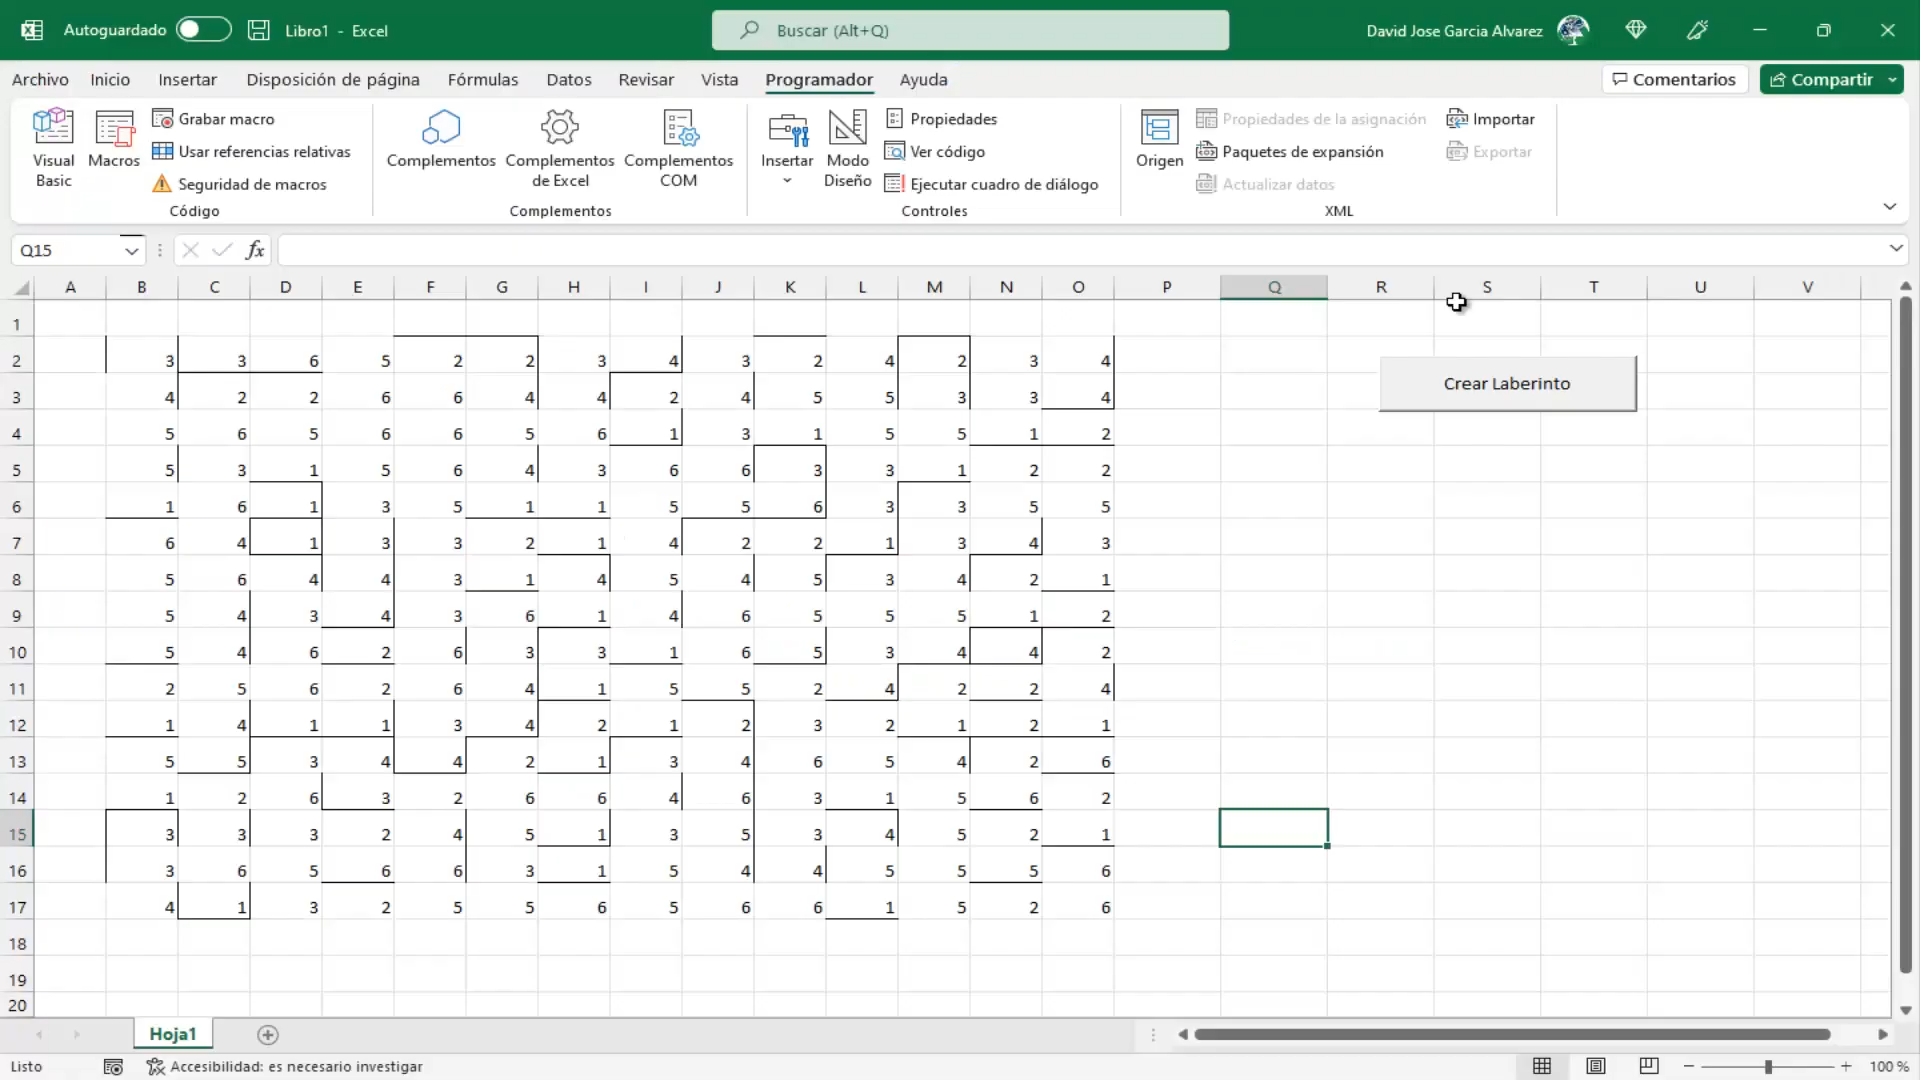 Autoguardado Libro1 - Excel Buscar (Alt+Q) David Jose Garcia Alvarez
Archivo Inicio Insertar Disposición de página Fórmulas Datos Revisar Vista Programador Ayuda Comentarios Compartir
Visual Basic
Macros
Grabar macro
Usar referencias relativas
Seguridad de macros
Código
Complementos
Complementos de Excel
Complementos COM
Complementos
Insertar
Modo Diseño
Propiedades
Ver código
Ejecutar cuadro de diálogo
Controles
Origen
Propiedades de la asignación
Paquetes de expansión
Actualizar datos
Importar
Exportar
XML
Q15 fx
A B C D E F G H I J K L M N O P Q R S T U V
1
2 3 3 6 5 2 2 3 4 3 2 4 2 3 4
Crear Laberinto
3 4 2 2 6 6 4 4 2 4 5 5 3 3 4
4 5 6 5 6 6 5 6 1 3 1 5 5 1 2
5 5 3 1 5 6 4 3 6 6 3 3 1 2 2
6 1 6 1 3 5 1 1 5 5 6 3 3 5 5
7 6 4 1 3 3 2 1 4 2 2 1 3 4 3
8 5 6 4 4 3 1 4 5 4 5 3 4 2 1
9 5 4 3 4 3 6 1 4 6 5 5 5 1 2
10 5 4 6 2 6 3 3 1 6 5 3 4 4 2
11 2 5 6 2 6 4 1 5 5 2 4 2 2 4
12 1 4 1 1 3 4 2 1 2 3 2 1 2 1
13 5 5 3 4 4 2 1 3 4 6 5 4 2 6
14 1 2 6 3 2 6 6 4 6 3 1 5 6 2
15 3 3 3 2 4 5 1 3 5 3 4 5 2 1
16 3 6 5 6 6 3 1 5 4 4 5 5 5 6
17 4 1 3 2 5 5 6 5 6 6 1 5 2 6
18
19
20
Hoja1
Listo Accesibilidad: es necesario investigar 100 %